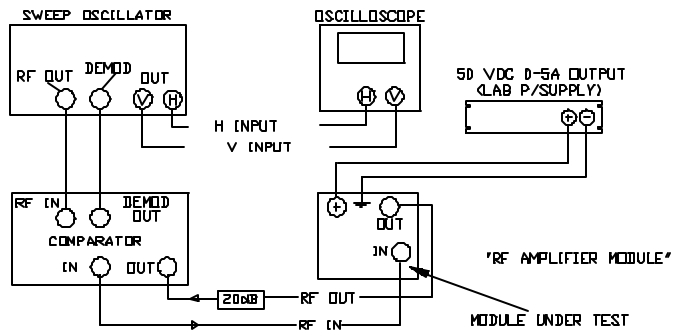 SWEEP OSCILLATOR
OSCILLOSCOPE
RF OUT
DEMOD
OUT
V
H
H
V
50 VDC 0-5A OUTPUT
(LAB P/SUPPLY)
+
-
H INPUT
V INPUT
RF IN
DEMOD
OUT
COMPARATOR
IN
OUT
+
OUT
IN
"RF AMPLIFIER MODULE"
20dB
RF OUT
RF IN
MODULE UNDER TEST